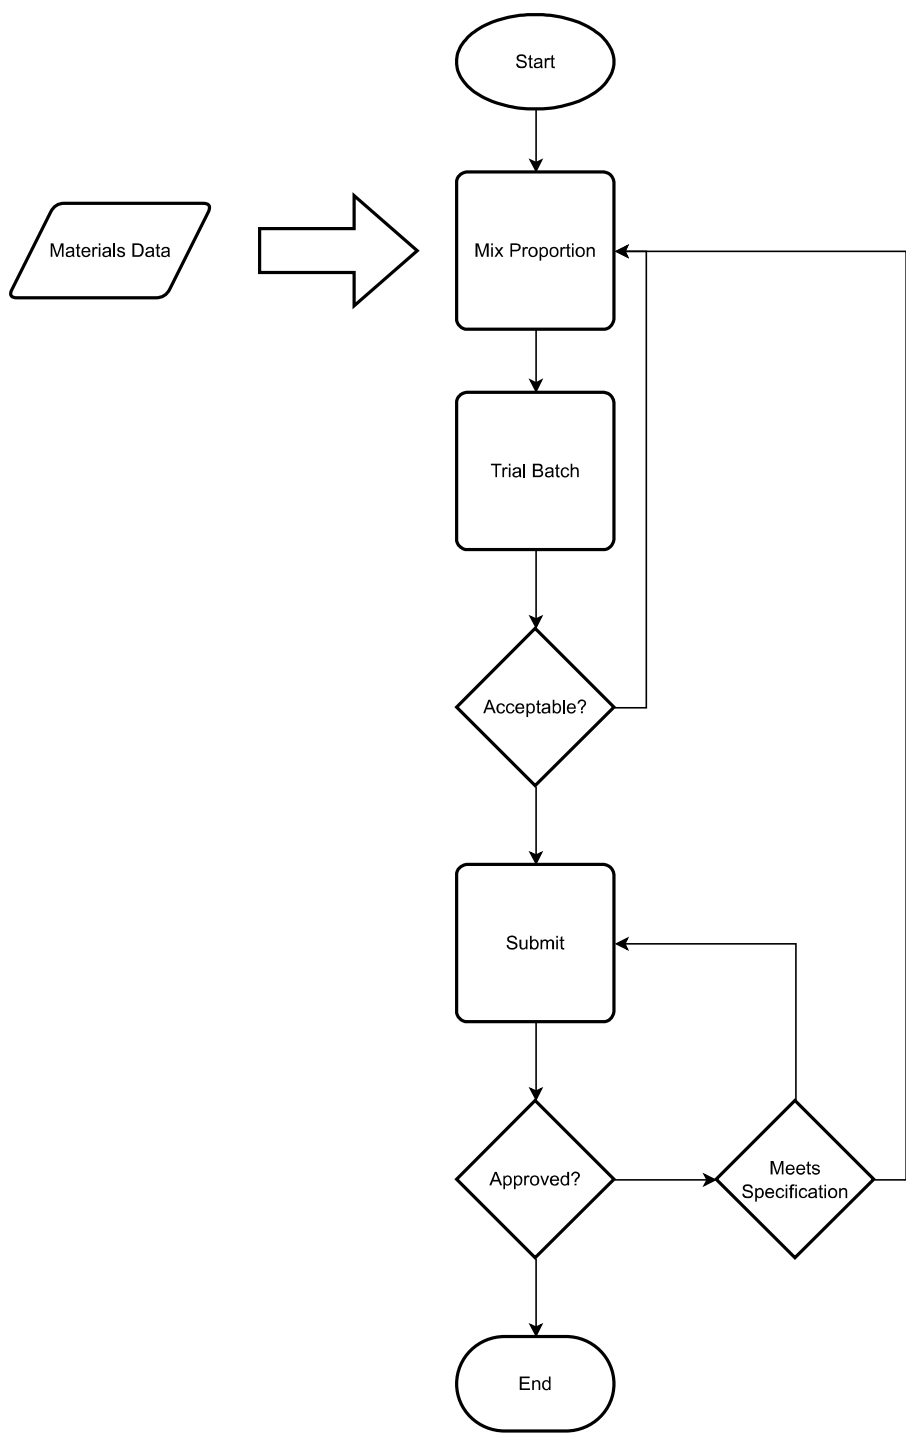 Start
Materials Data
Mix Proportion
Trial Batch
Acceptable?
Submit
Approved?
Meets
Specification
End